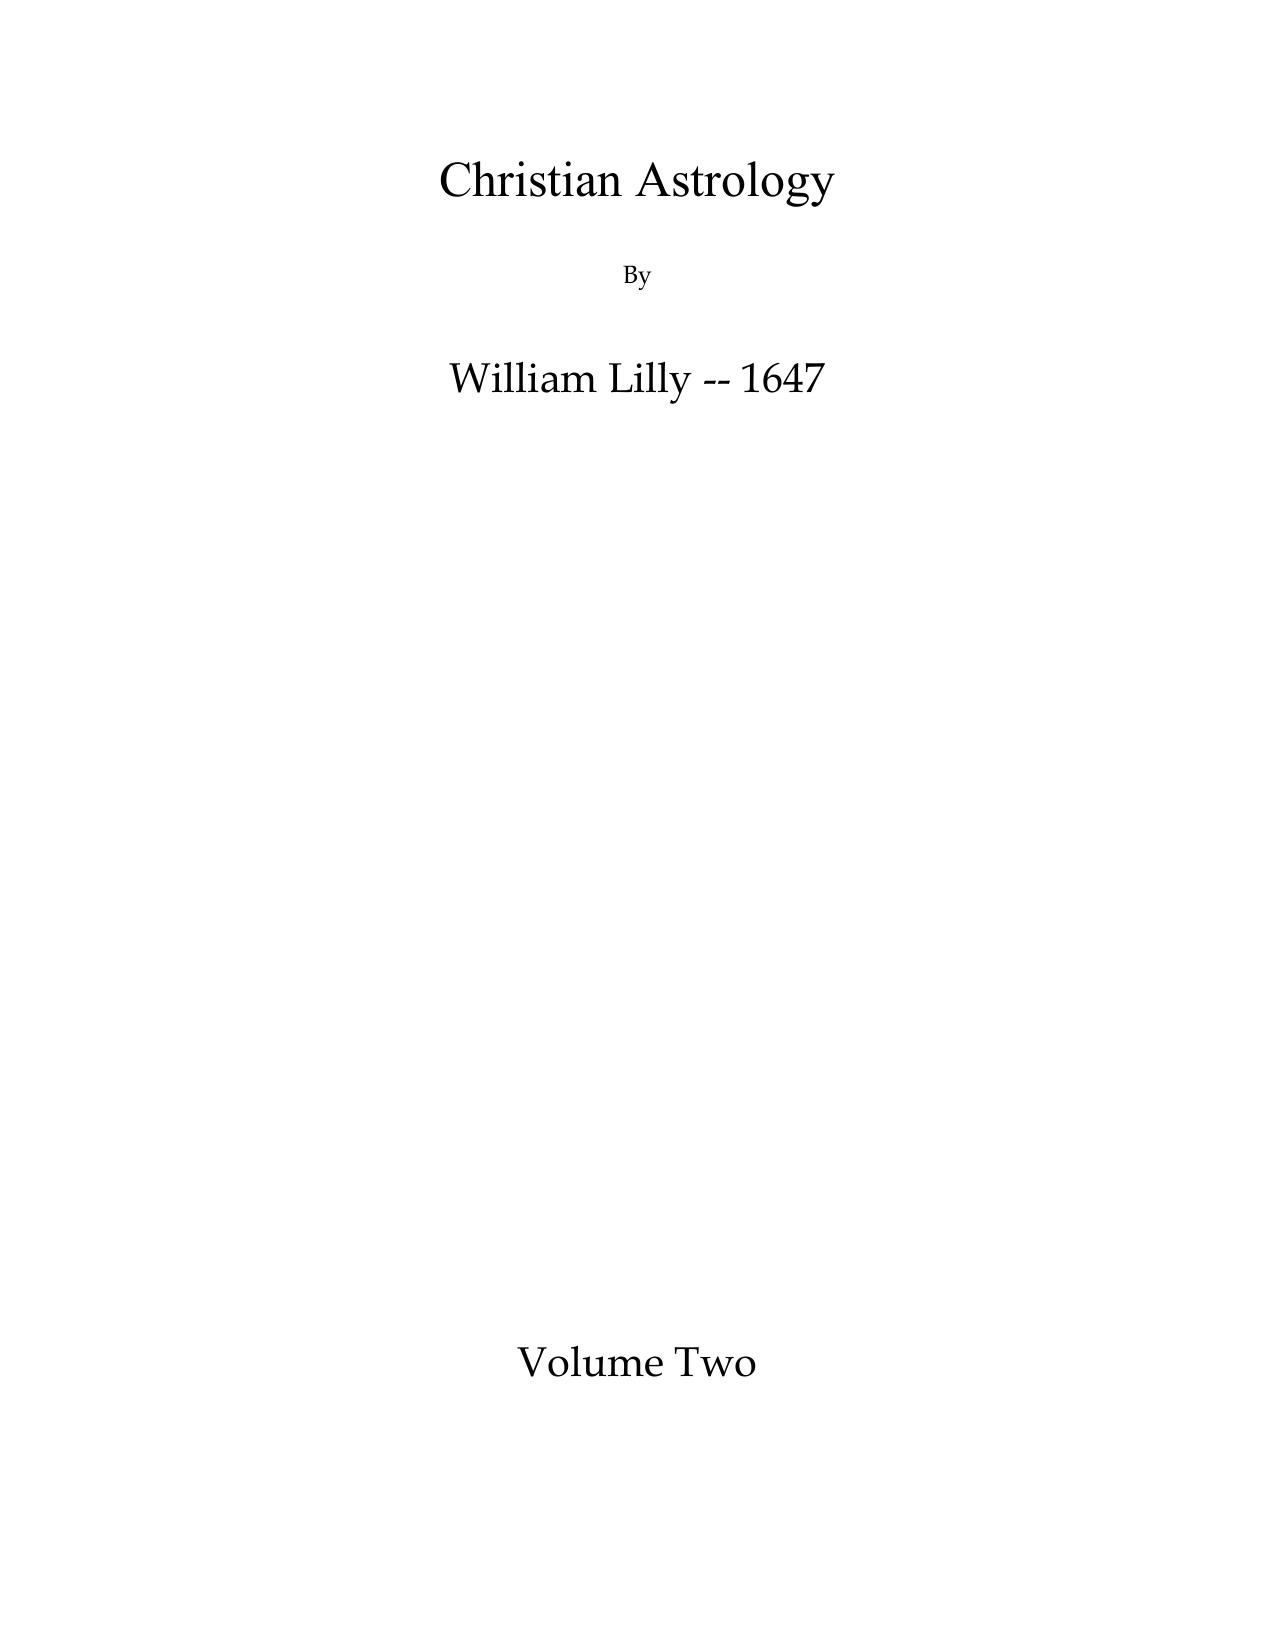 Christian Astrology
By
William Lilly -- 1647
Volume Two